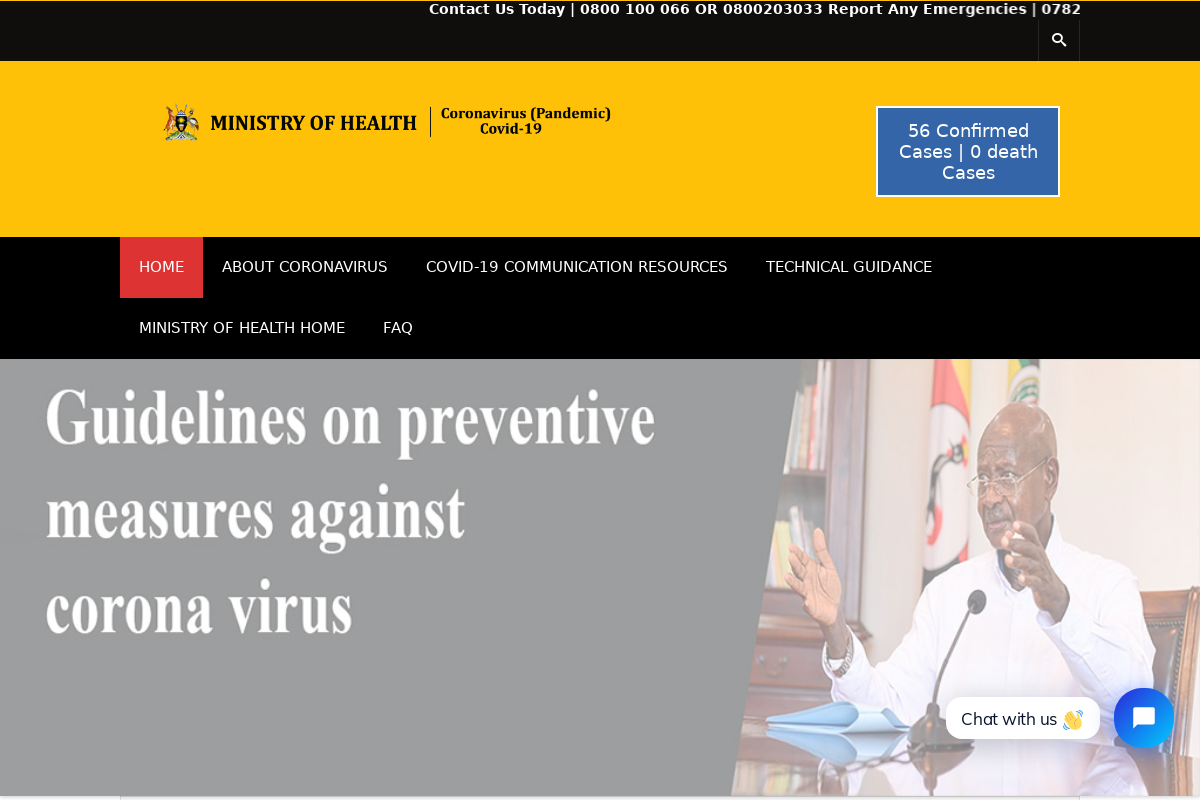 Contact Us Today | 0800 100 066 OR 0800203033 Report Any Emergencies | 0782
MINISTRY OF HEALTH
Coronavirus (Pandemic)
Covid-19
56 Confirmed
Cases | 0 death
Cases
HOME ABOUT CORONAVIRUS COVID-19 COMMUNICATION RESOURCES TECHNICAL GUIDANCE
MINISTRY OF HEALTH HOME FAQ
Guidelines on preventive
measures against
corona virus
Chat with us 👋